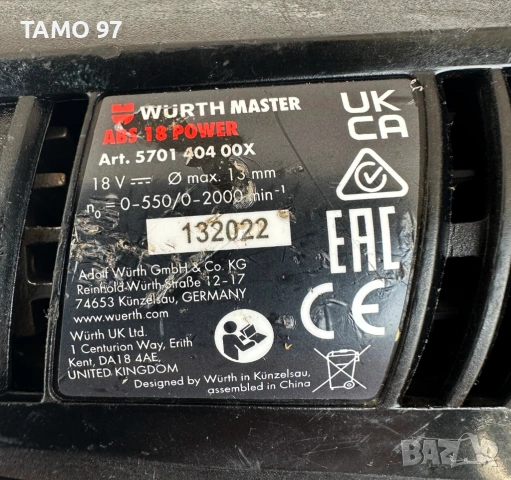 TAMO 97
WÜRTH MASTER
ABS 18 POWER
Art. 5701 404 00X
18 V ⎓ Ø max. 13 mm
n₀ = 0-550/0-2000 min⁻¹
132022
Adolf Würth GmbH & Co. KG
Reinhold-Würth-Straße 12-17
74653 Künzelsau, GERMANY
www.wuerth.com
Würth UK Ltd.
1 Centurion Way, Erith
Kent, DA18 4AE,
UNITED KINGDOM
Designed by Würth in Künzelsau,
assembled in China
UK
CA
EAC
CE
BAZAR